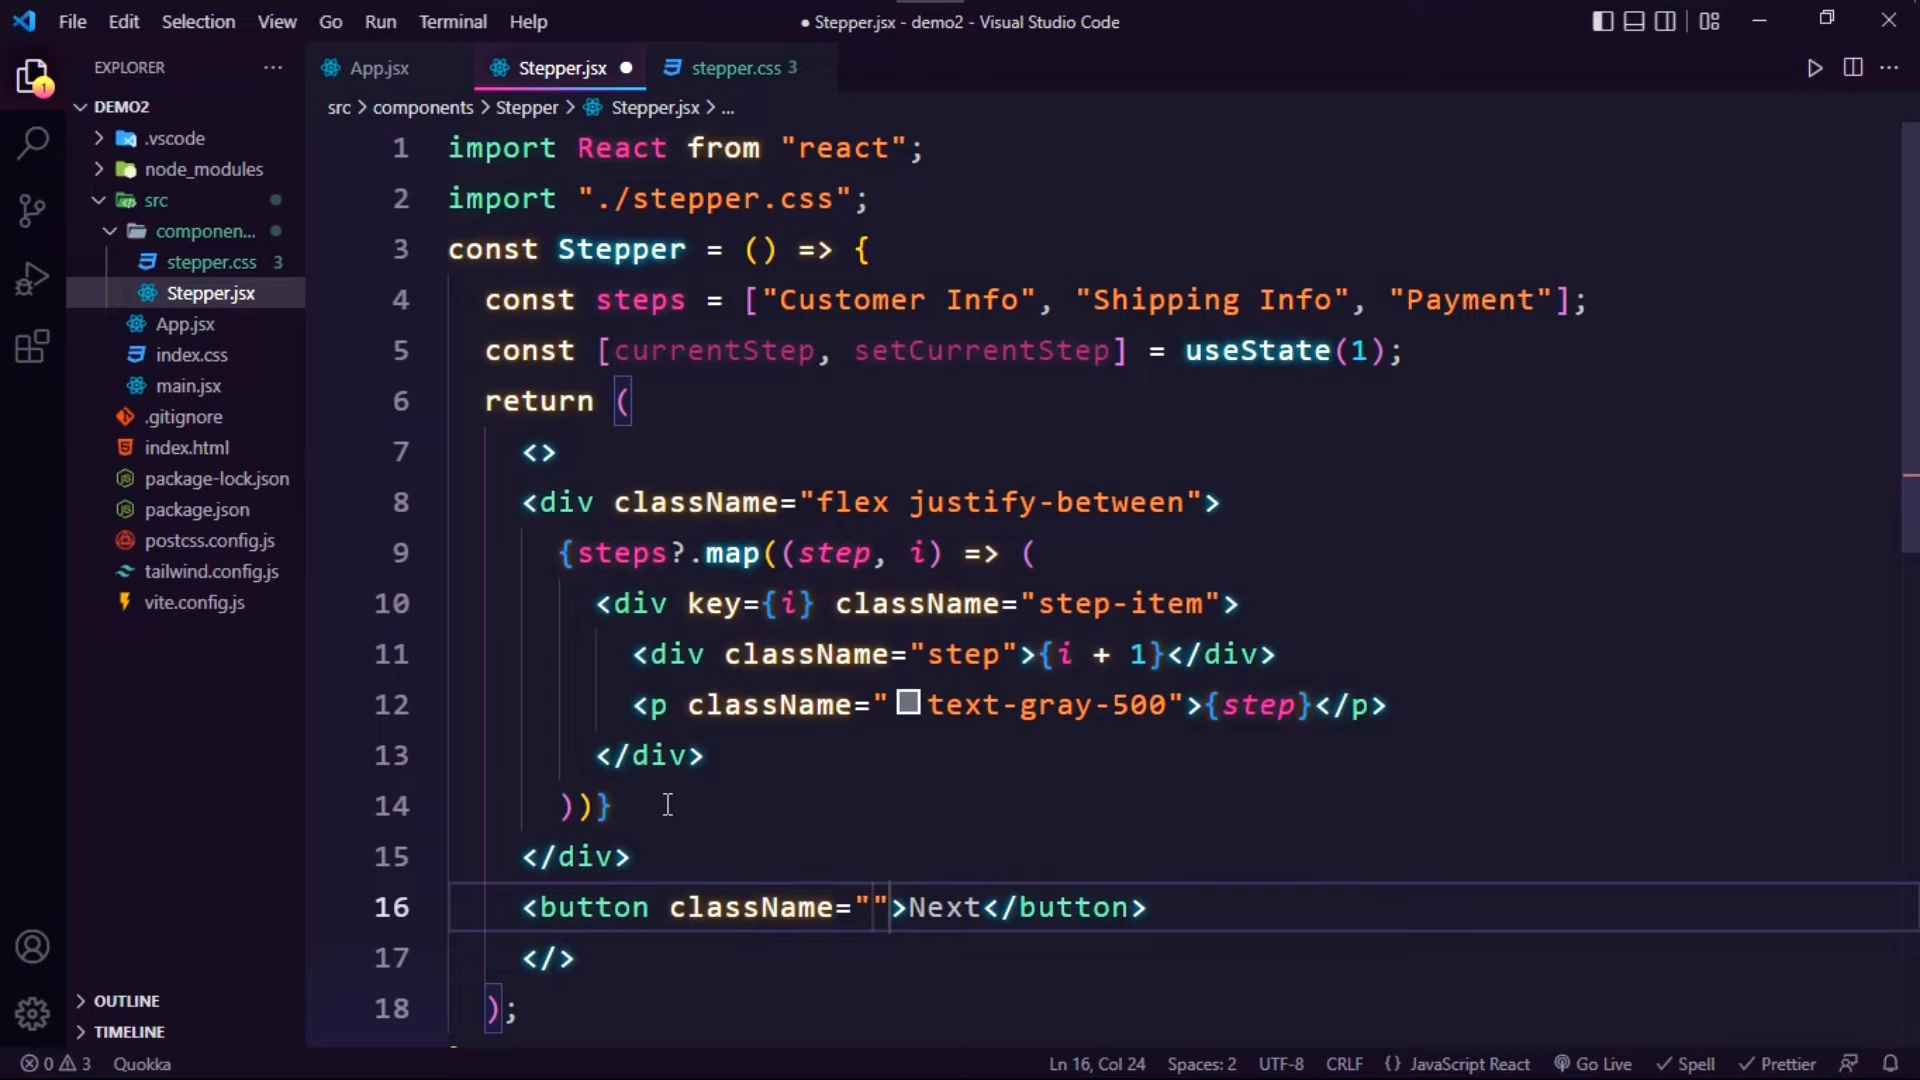 File Edit Selection View Go Run Terminal Help
● Stepper.jsx - demo2 - Visual Studio Code
EXPLORER ...
1
DEMO2
.vscode
node_modules
src
componen...
stepper.css 3
Stepper.jsx
App.jsx
index.css
main.jsx
.gitignore
index.html
package-lock.json
package.json
postcss.config.js
tailwind.config.js
vite.config.js
OUTLINE
TIMELINE
App.jsx Stepper.jsx ● stepper.css 3
src > components > Stepper > Stepper.jsx > ...
1 import React from "react";
2 import "./stepper.css";
3 const Stepper = () => {
4 const steps = ["Customer Info", "Shipping Info", "Payment"];
5 const [currentStep, setCurrentStep] = useState(1);
6 return (
7 <>
8 <div className="flex justify-between">
9 {steps?.map((step, i) => (
10 <div key={i} className="step-item">
11 <div className="step">{i + 1}</div>
12 <p className="text-gray-500">{step}</p>
13 </div>
14 ))}
15 </div>
16 <button className="">Next</button>
17 </>
18 );
0 3 Quokka Ln 16, Col 24 Spaces: 2 UTF-8 CRLF {} JavaScript React Go Live ✓ Spell ✓ Prettier